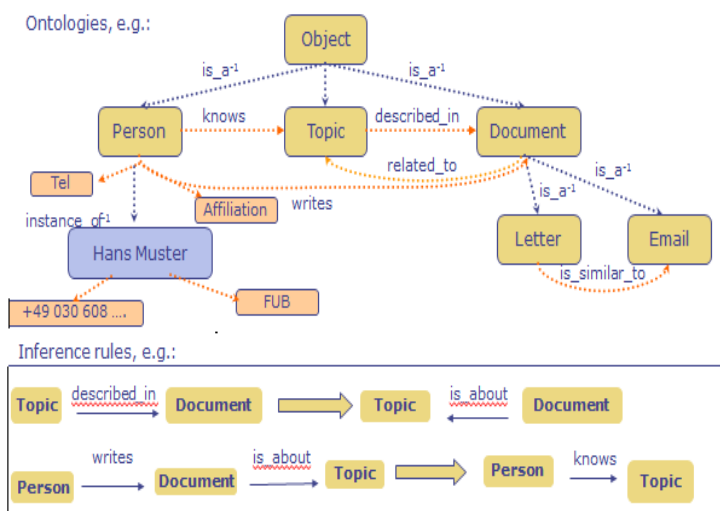 Ontologies, e.g.:
Object
is_a-1
is_a-1
Person
knows
Topic
described_in
Document
related_to
Tel
Affiliation
writes
is_a-1
is_a-1
instance_of-1
Hans Muster
Letter
Email
is_similar_to
+49 030 608 ....
FUB
Inference rules, e.g.:
Topic described_in Document Topic is_about Document
Person writes Document is_about Topic Person knows Topic